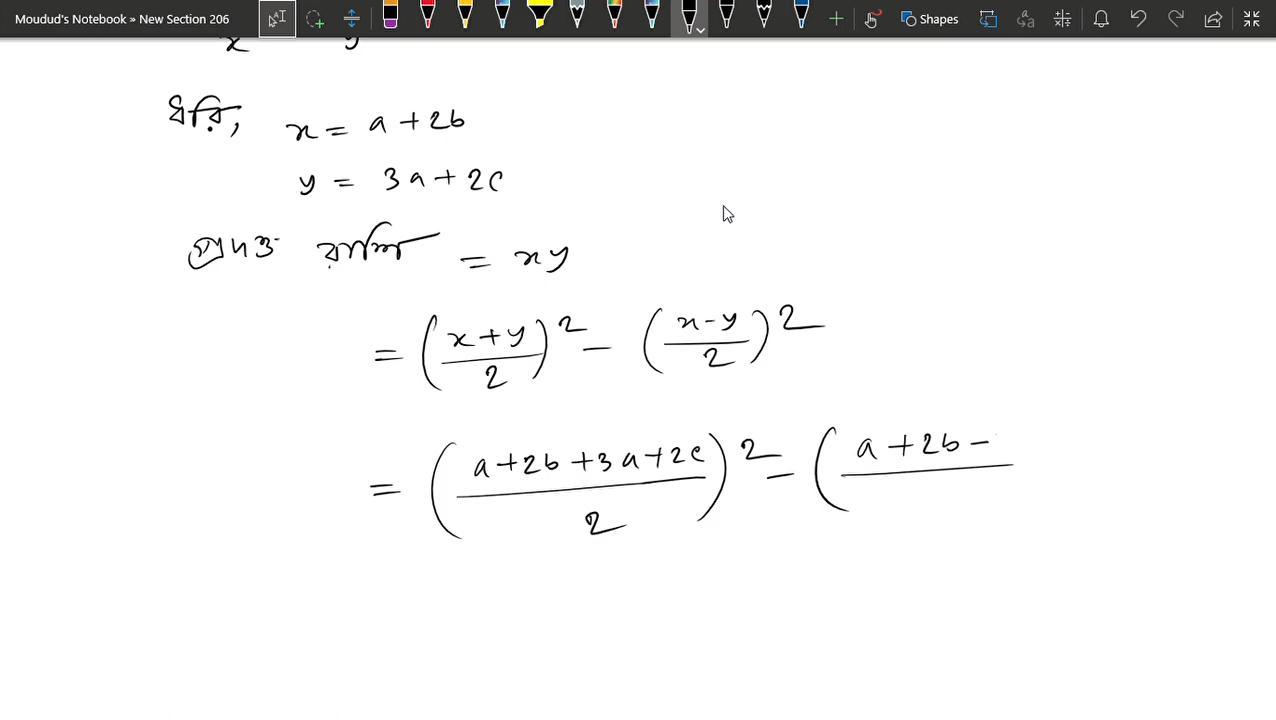 Moudud's Notebook » New Section 206
Shapes
x y
ধরি, x = a + 2b
y = 3a + 2c
প্রদত্ত রাশি = xy
= (x+y/2)² - (x-y/2)²
= (a+2b+3a+2c/2)² - (a+2b-